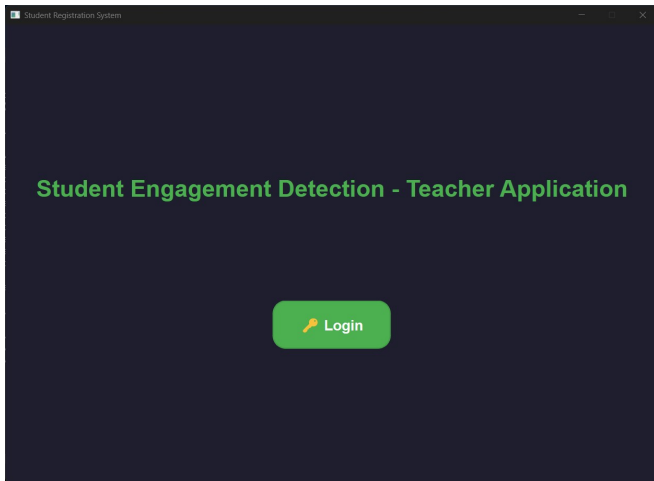 Student Registration System
Student Engagement Detection - Teacher Application
🔑 Login